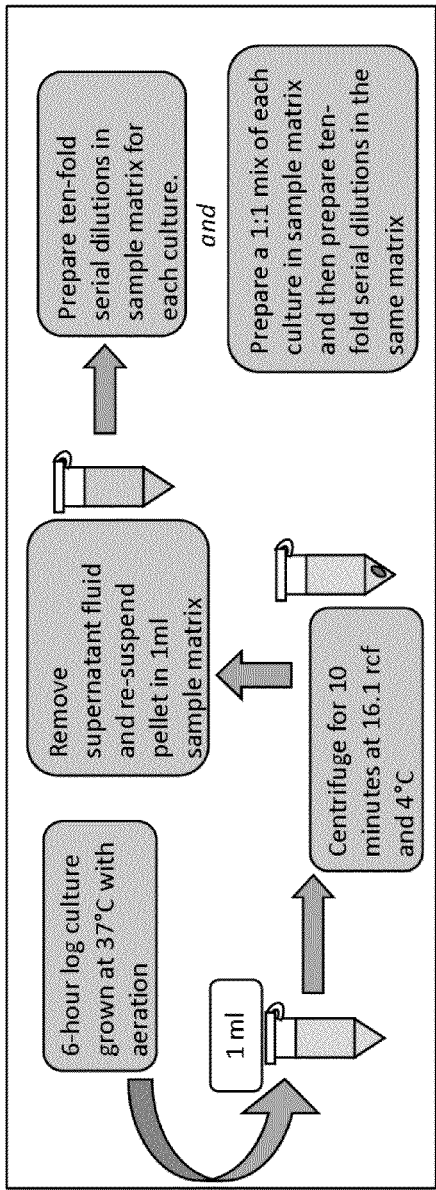 6-hour log culture
grown at 37°C with
aeration
1 ml
Centrifuge for 10
minutes at 16.1 rcf
and 4°C
Remove
supernatant fluid
and re-suspend
pellet in 1ml
sample matrix
Prepare ten-fold
serial dilutions in
sample matrix for
each culture.
and
Prepare a 1:1 mix of each
culture in sample matrix
and then prepare ten-
fold serial dilutions in the
same matrix